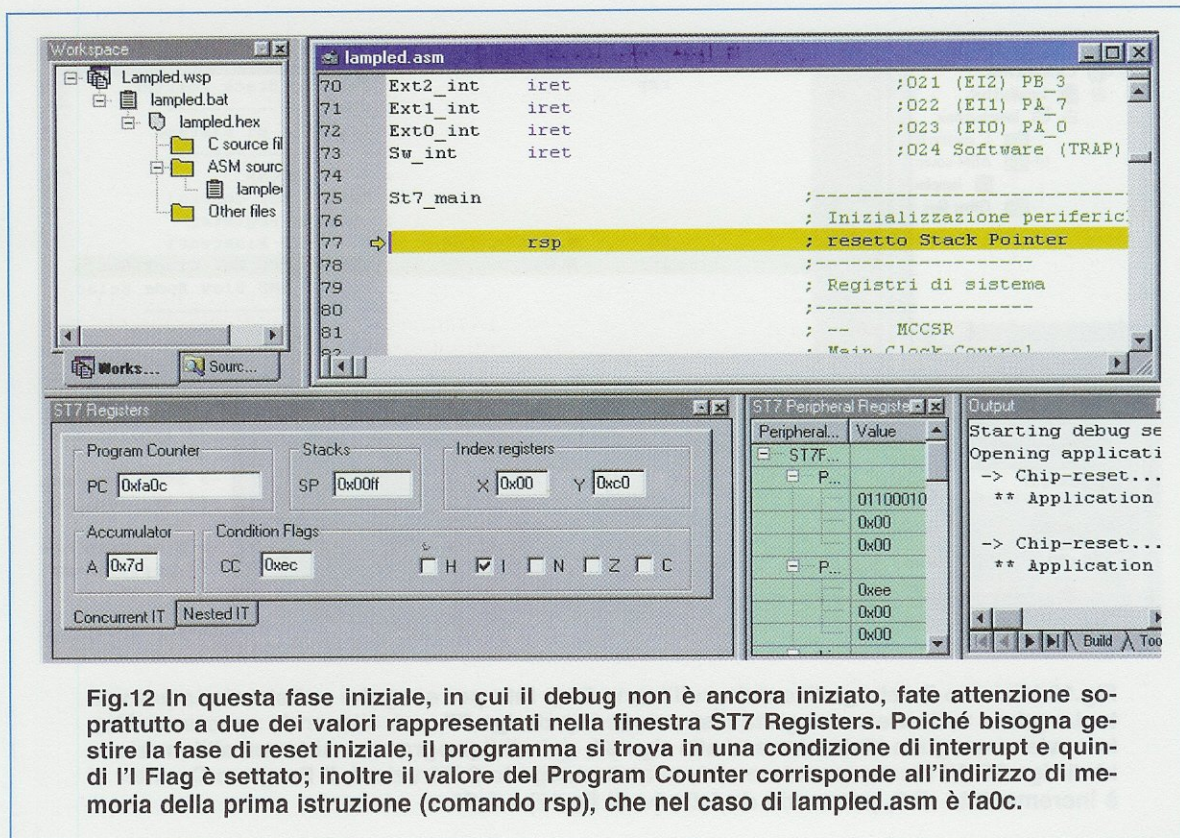 Workspace
Lampled.wsp
lampled.bat
lampled.hex
C source fil
ASM sourc
lample
Other files
Works...
Sourc...
lampled.asm
70 Ext2_int iret ;021 (EI2) PB_3
71 Ext1_int iret ;022 (EI1) PA_7
72 Ext0_int iret ;023 (EI0) PA_0
73 Sw_int iret ;024 Software (TRAP)
74
75 St7_main ;-----------------------------
76 ; Inizializzazione periferic
77 rsp ; resetto Stack Pointer
78 ;-------------------
79 ; Registri di sistema
80 ;-------------------
81 ; -- MCCSR
82 ; Main Clock Control
ST7 Registers
Program Counter
PC 0xfa0c
Stacks
SP 0x00ff
Index registers
X 0x00 Y 0xc0
Accumulator
A 0x7d
Condition Flags
CC 0xec
H I N Z C
Concurrent IT
Nested IT
ST7 Peripheral Registe
Peripheral... Value
ST7F...
P...
01100010
0x00
0x00
P...
0xee
0x00
0x00
Output
Starting debug se
Opening applicati
-> Chip-reset...
** Application
-> Chip-reset...
** Application
Build
Too
Fig.12 In questa fase iniziale, in cui il debug non è ancora iniziato, fate attenzione so-
prattutto a due dei valori rappresentati nella finestra ST7 Registers. Poiché bisogna ge-
stire la fase di reset iniziale, il programma si trova in una condizione di interrupt e quin-
di l'I Flag è settato; inoltre il valore del Program Counter corrisponde all'indirizzo di me-
moria della prima istruzione (comando rsp), che nel caso di lampled.asm è fa0c.